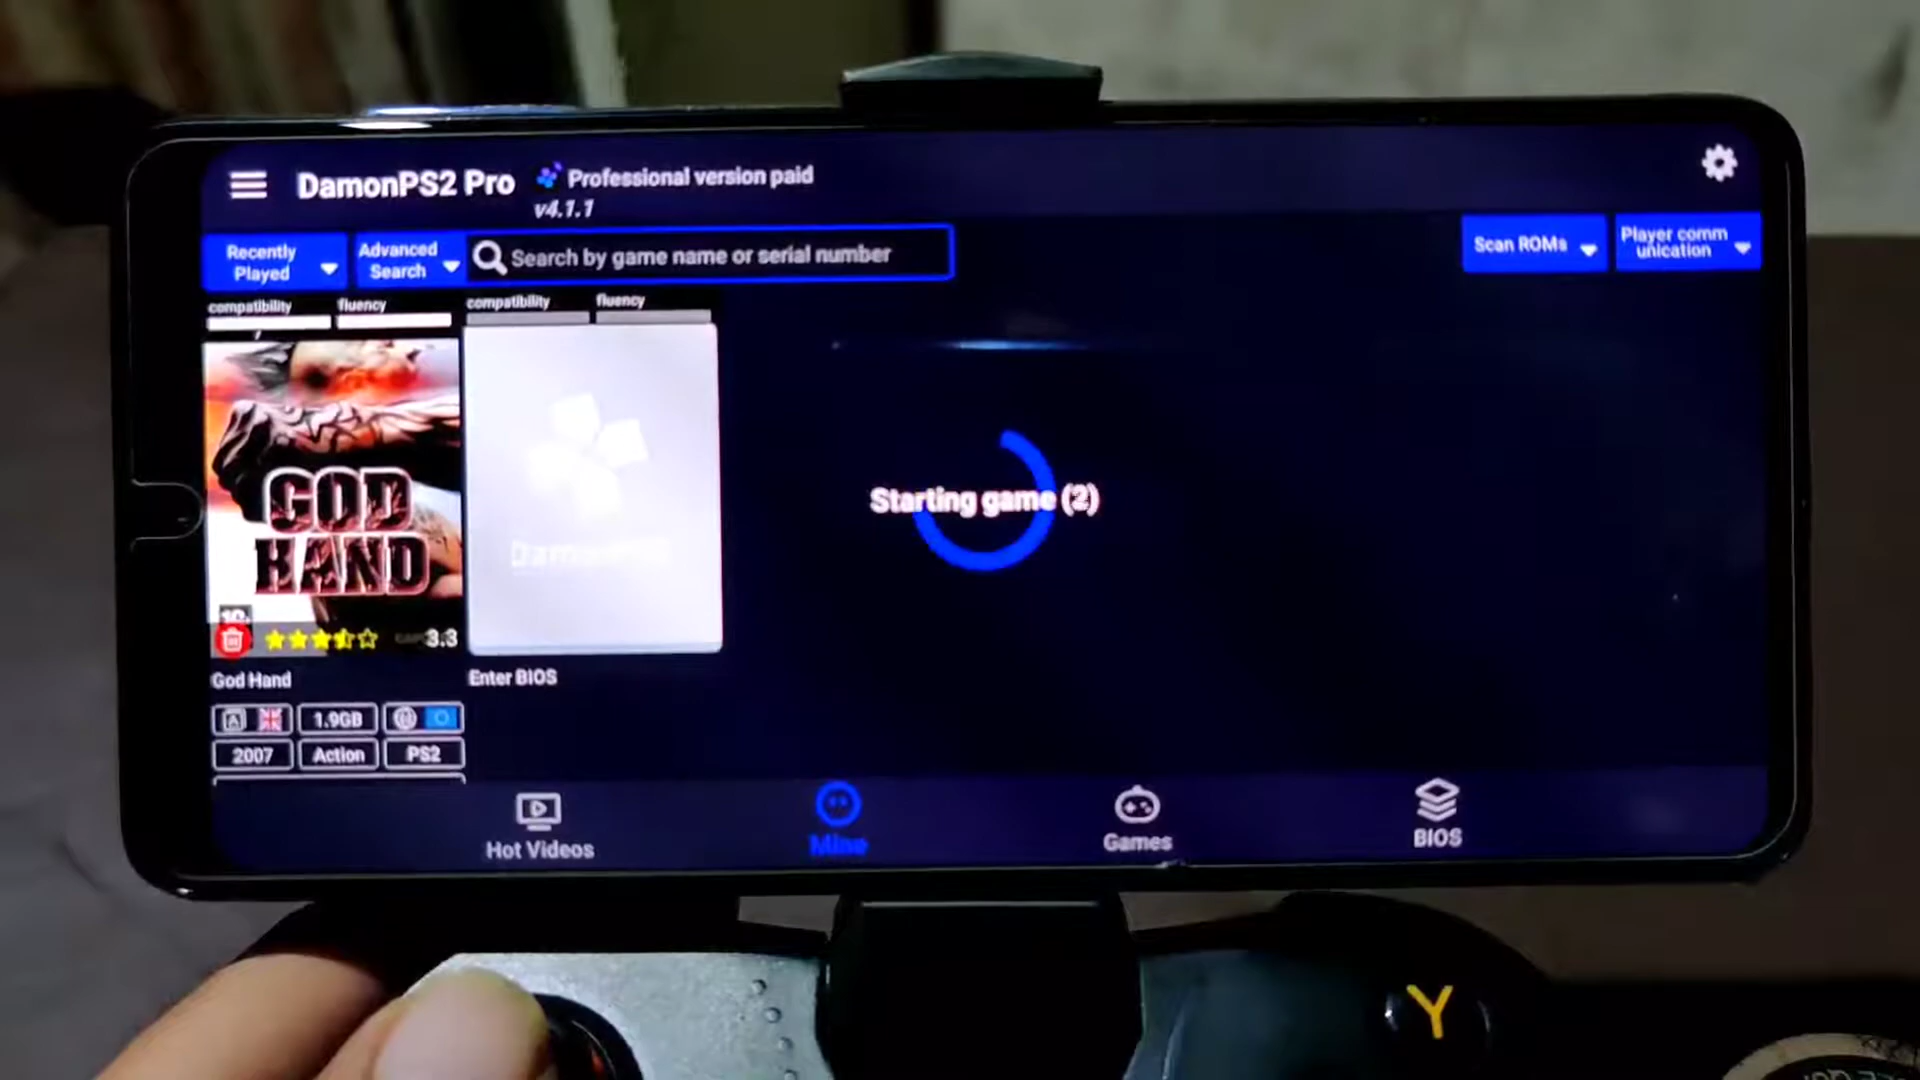 DamonPS2 Pro
Professional version paid
v4.1.1
Recently Played
Advanced Search
Search by game name or serial number
Scan ROMs
Player comm
unication
compatibility
fluency
compatibility
fluency
GOD
HAND
3.3
God Hand
Enter BIOS
1.9GB
2007
Action
PS2
Starting game (2)
Hot Videos
Mine
Games
BIOS
Y